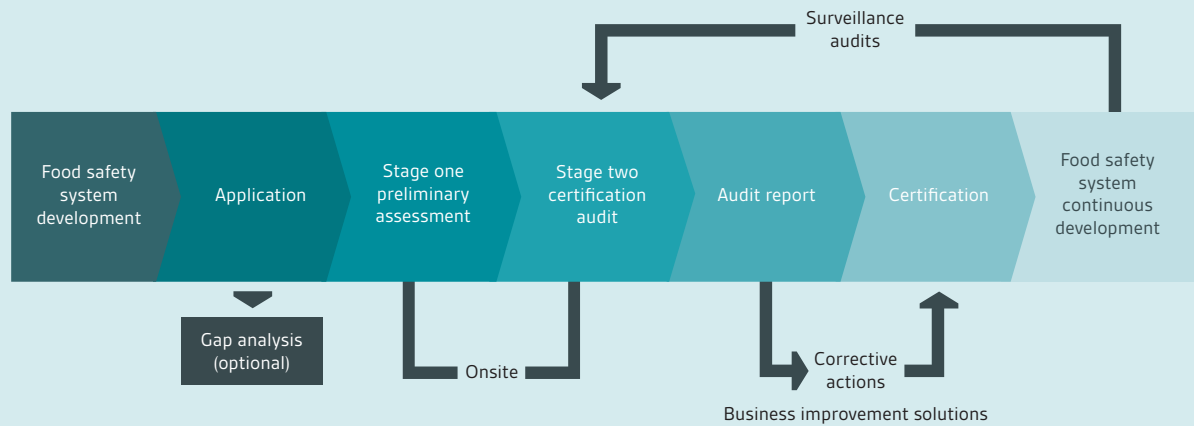 Surveillance
audits
Food safety
system
development
Application
Stage one
preliminary
assessment
Stage two
certification
audit
Audit report
Certification
Food safety
system
continuous
development
Gap analysis
(optional)
Onsite
Corrective
actions
Business improvement solutions